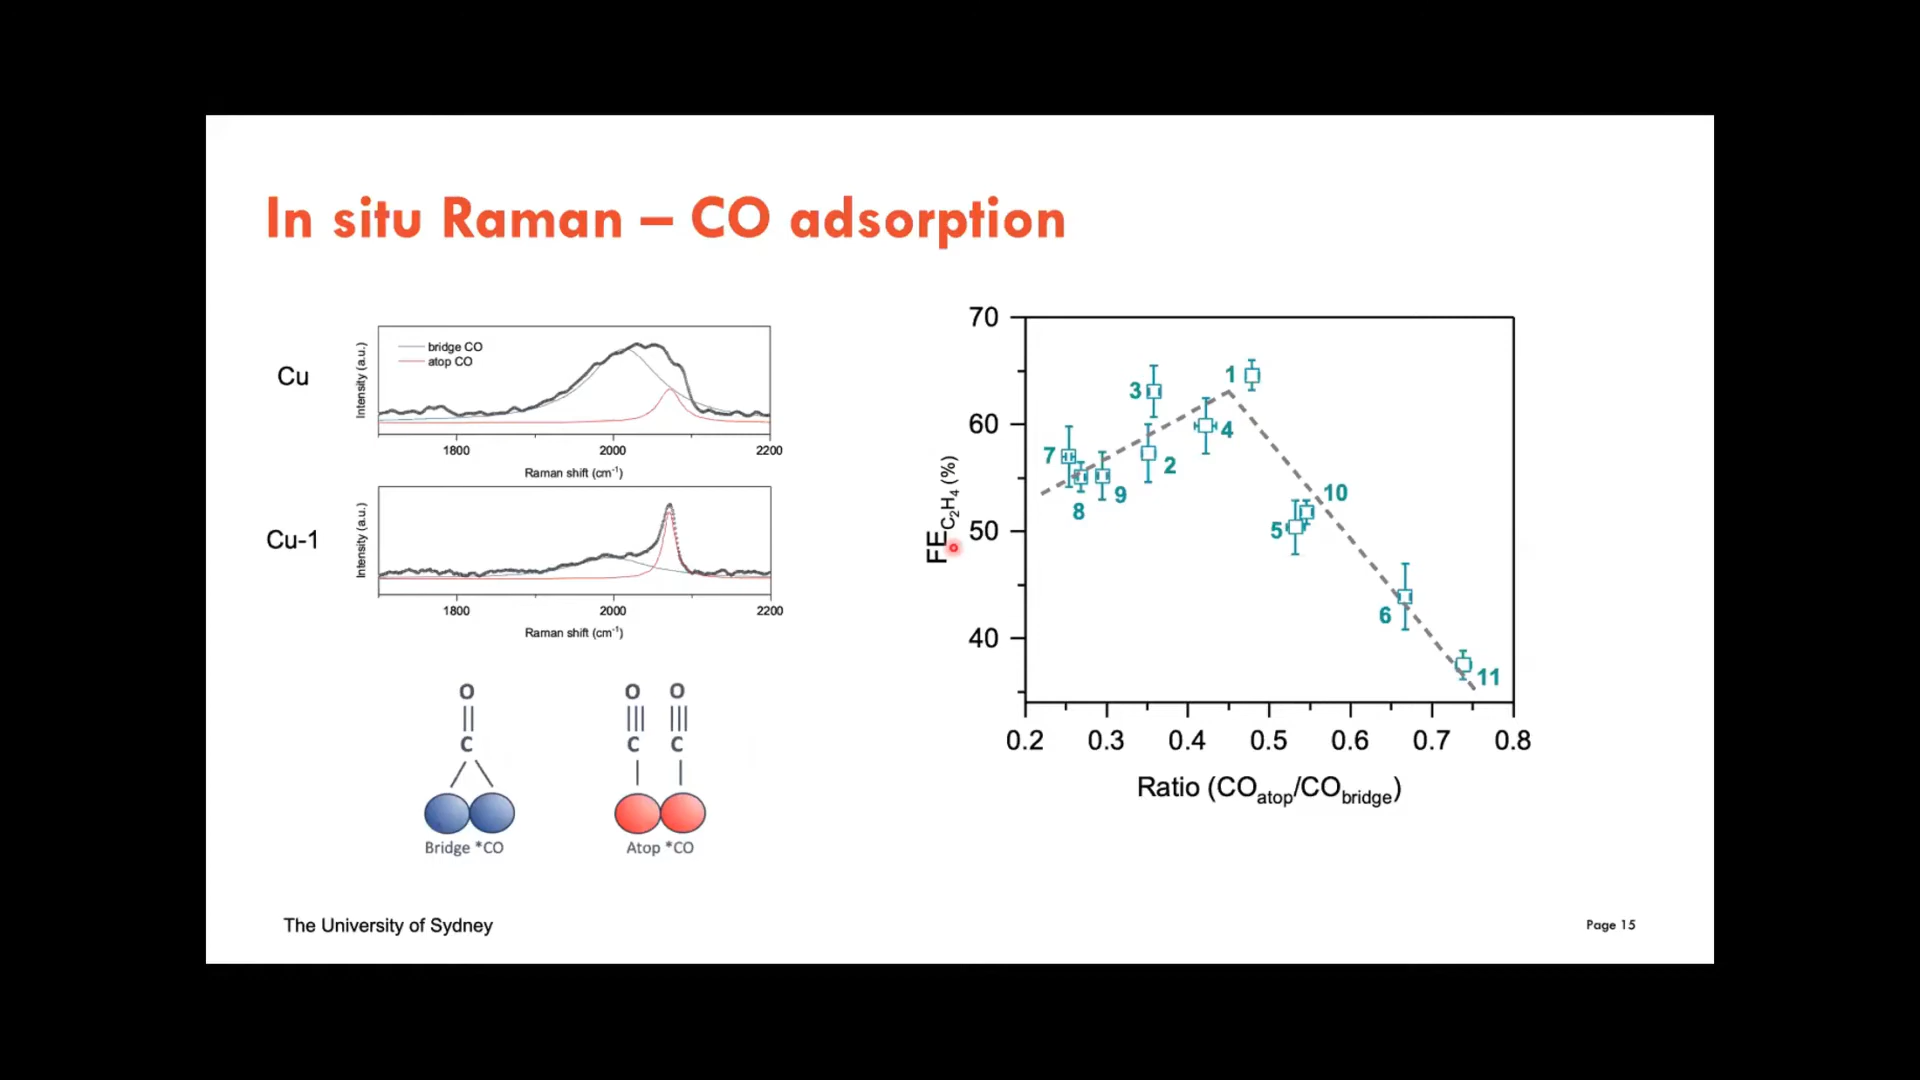 In situ Raman – CO adsorption
Cu
Intensity (a.u.)
bridge CO
atop CO
1800
2000
2200
Raman shift (cm⁻¹)
Cu-1
Intensity (a.u.)
1800
2000
2200
Raman shift (cm⁻¹)
O
C
Bridge *CO
O O
C C
Atop *CO
70
60
50
40
FE C₂H₄ (%)
1
3
4
7
2
9
8
10
5
6
11
0.2 0.3 0.4 0.5 0.6 0.7 0.8
Ratio (COatop/CObridge)
The University of Sydney
Page 15